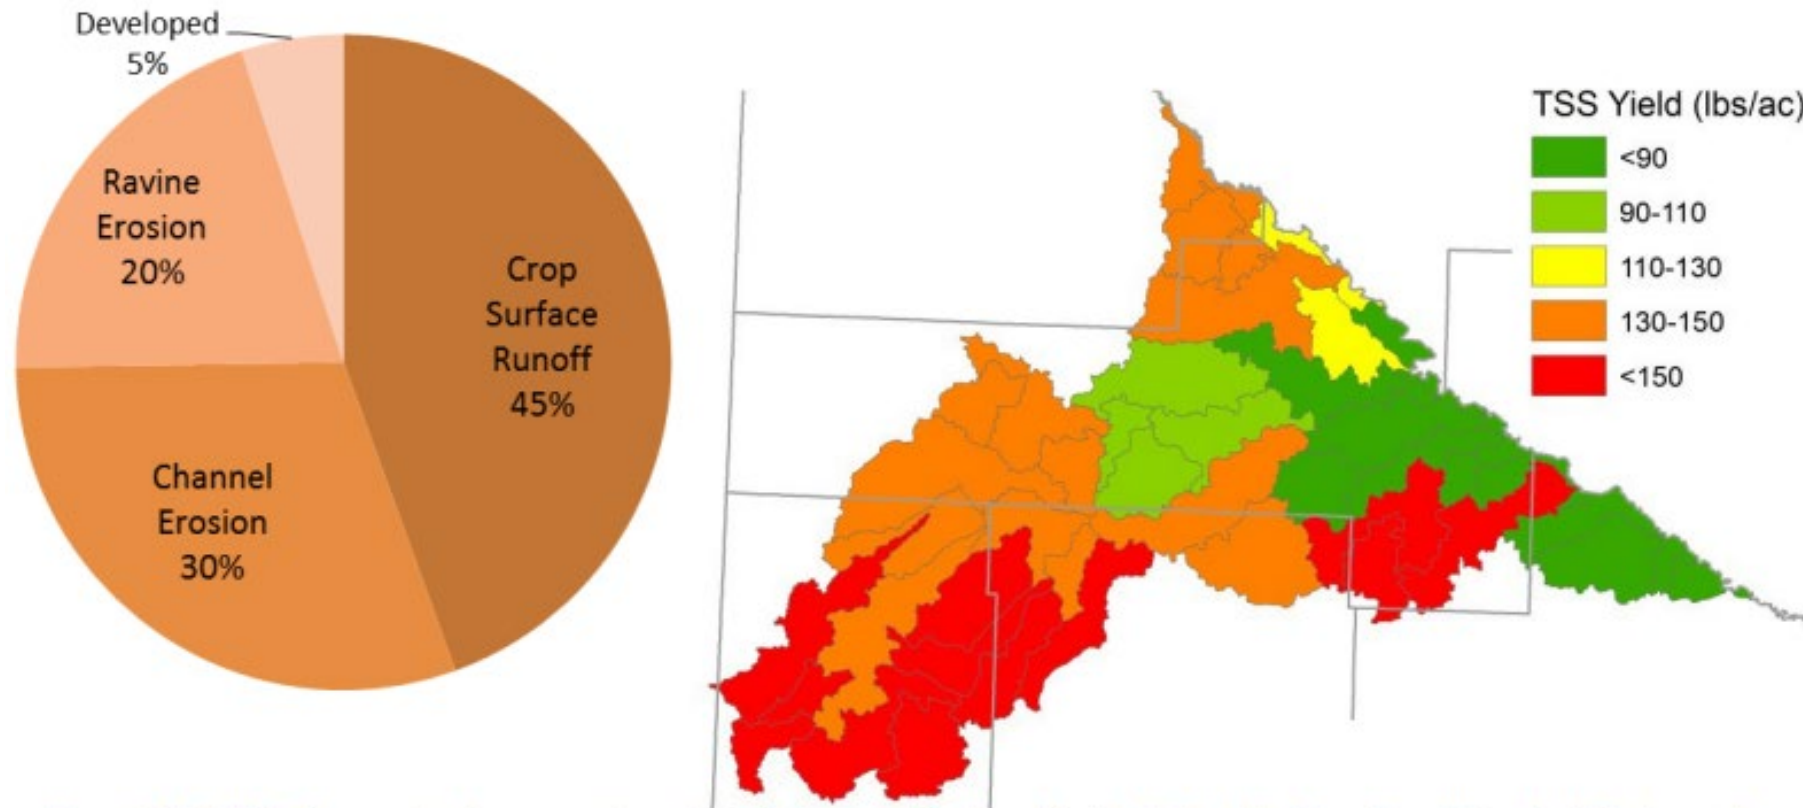 Developed
5%
Ravine
Erosion
20%
Crop
Surface
Runoff
45%
Channel
Erosion
30%
TSS Yield (lbs/ac)
<90
90-110
110-130
130-150
<150